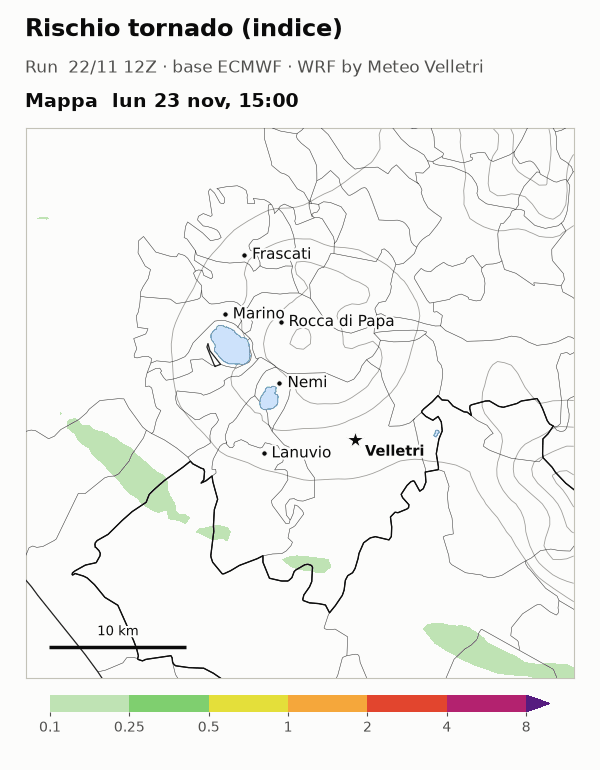 Rischio tornado (indice)
Run  22/11 12Z · base ECMWF · WRF by Meteo Velletri
Mappa  lun 23 nov, 15:00
Frascati
Marino
Rocca di Papa
Nemi
Velletri
Lanuvio
10 km
0.1 0.25 0.5 1 2 4 8